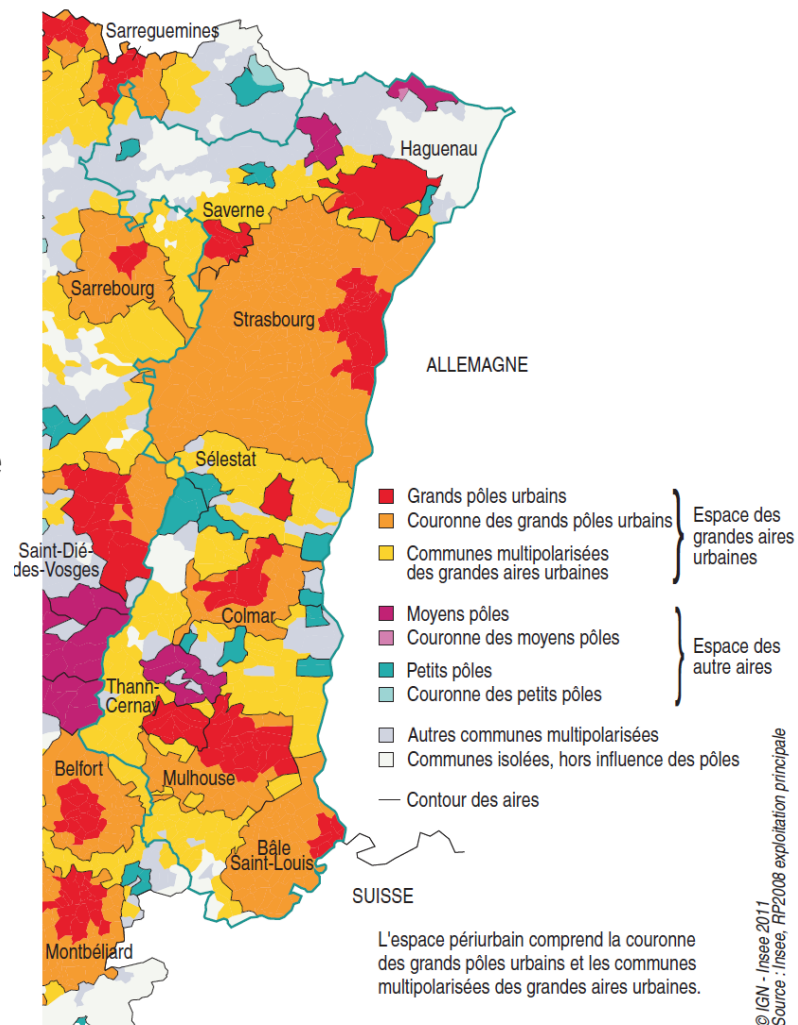 Sarreguemines
Haguenau
Saverne
Sarrebourg
Strasbourg
ALLEMAGNE
Sélestat
Grands pôles urbains
Couronne des grands pôles urbains
Communes multipolarisées
des grandes aires urbaines
Espace des
grandes aires
urbaines
Saint-Dié-
des-Vosges
Colmar
Moyens pôles
Couronne des moyens pôles
Petits pôles
Couronne des petits pôles
Espace des
autre aires
Thann-
Cernay
Autres communes multipolarisées
Communes isolées, hors influence des pôles
Contour des aires
Belfort
Mulhouse
Bâle
Saint-Louis
SUISSE
Montbéliard
L'espace périurbain comprend la couronne
des grands pôles urbains et les communes
multipolarisées des grandes aires urbaines.
© IGN - Insee 2011
Source : Insee, RP2008 exploitation principale